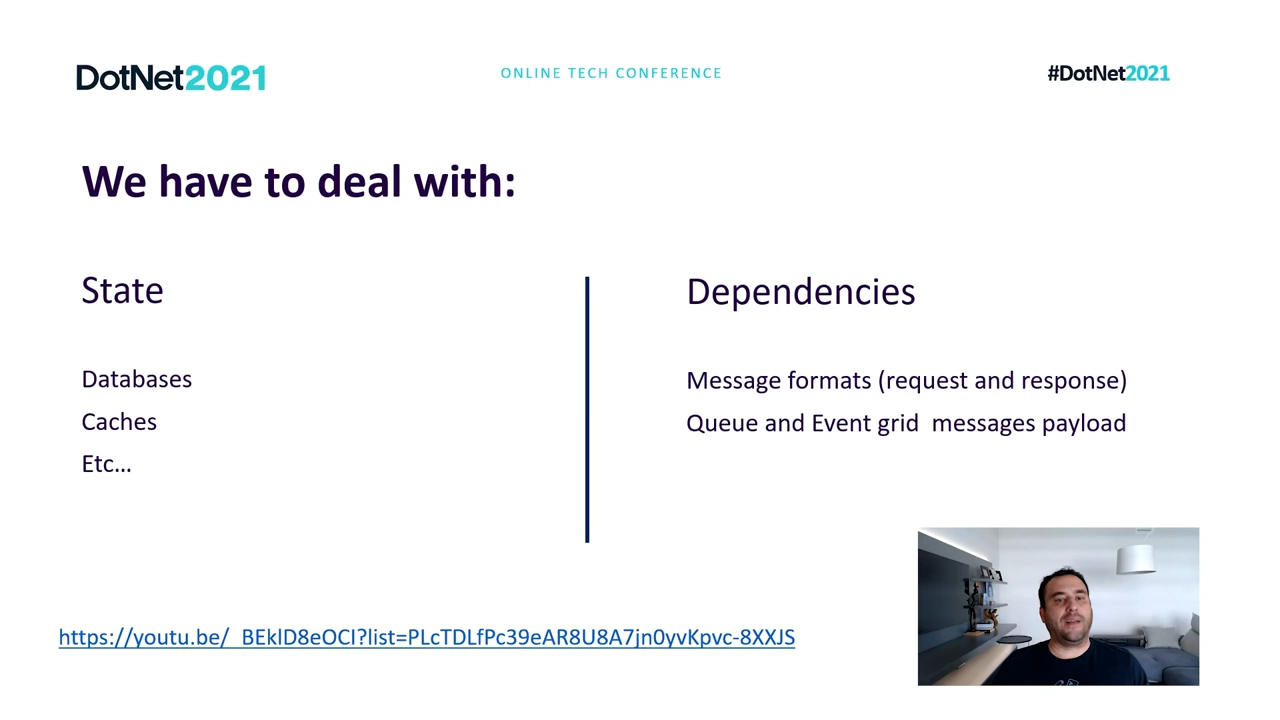 DotNet2021
ONLINE TECH CONFERENCE
#DotNet2021
We have to deal with:
State
Databases
Caches
Etc...
Dependencies
Message formats (request and response)
Queue and Event grid messages payload
https://youtu.be/_BEklD8eOCI?list=PLcTDLfPc39eAR8U8A7jn0yvKpvc-8XXJS